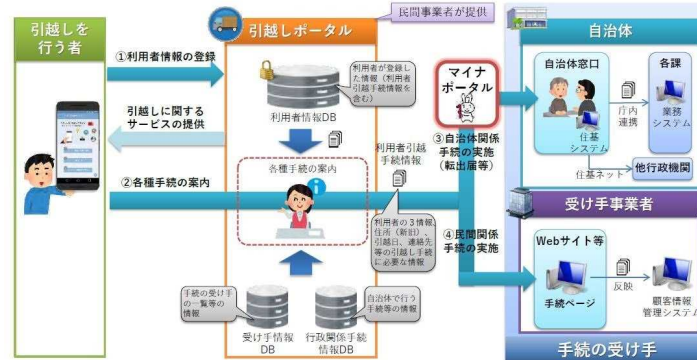 引越しを
行う者
①利用者情報の登録
引越しに関する
サービスの提供
②各種手続の案内
引越しポータル
民間事業者が提供
利用者が登録し
た情報（利用者
引越手続情報を
含む）
利用者情報DB
各種手続の案内
利用者引越
手続情報
利用者の３情報、
住所（新旧）、
引越日、連絡先
等の引越し手続
に必要な情報
手続の受け手
の一覧等の
情報
受け手情報
DB
自治体で行う
手続等の情報
行政関係手続
情報DB
マイナ
ポータル
③自治体関係
手続の実施
（転出届等）
④民間関係
手続の実施
自治体
自治体窓口
住基
システム
庁内
連携
各課
業務
システム
住基ネット
他行政機関
受け手事業者
Webサイト等
手続ページ
反映
顧客情報
管理システム
手続の受け手